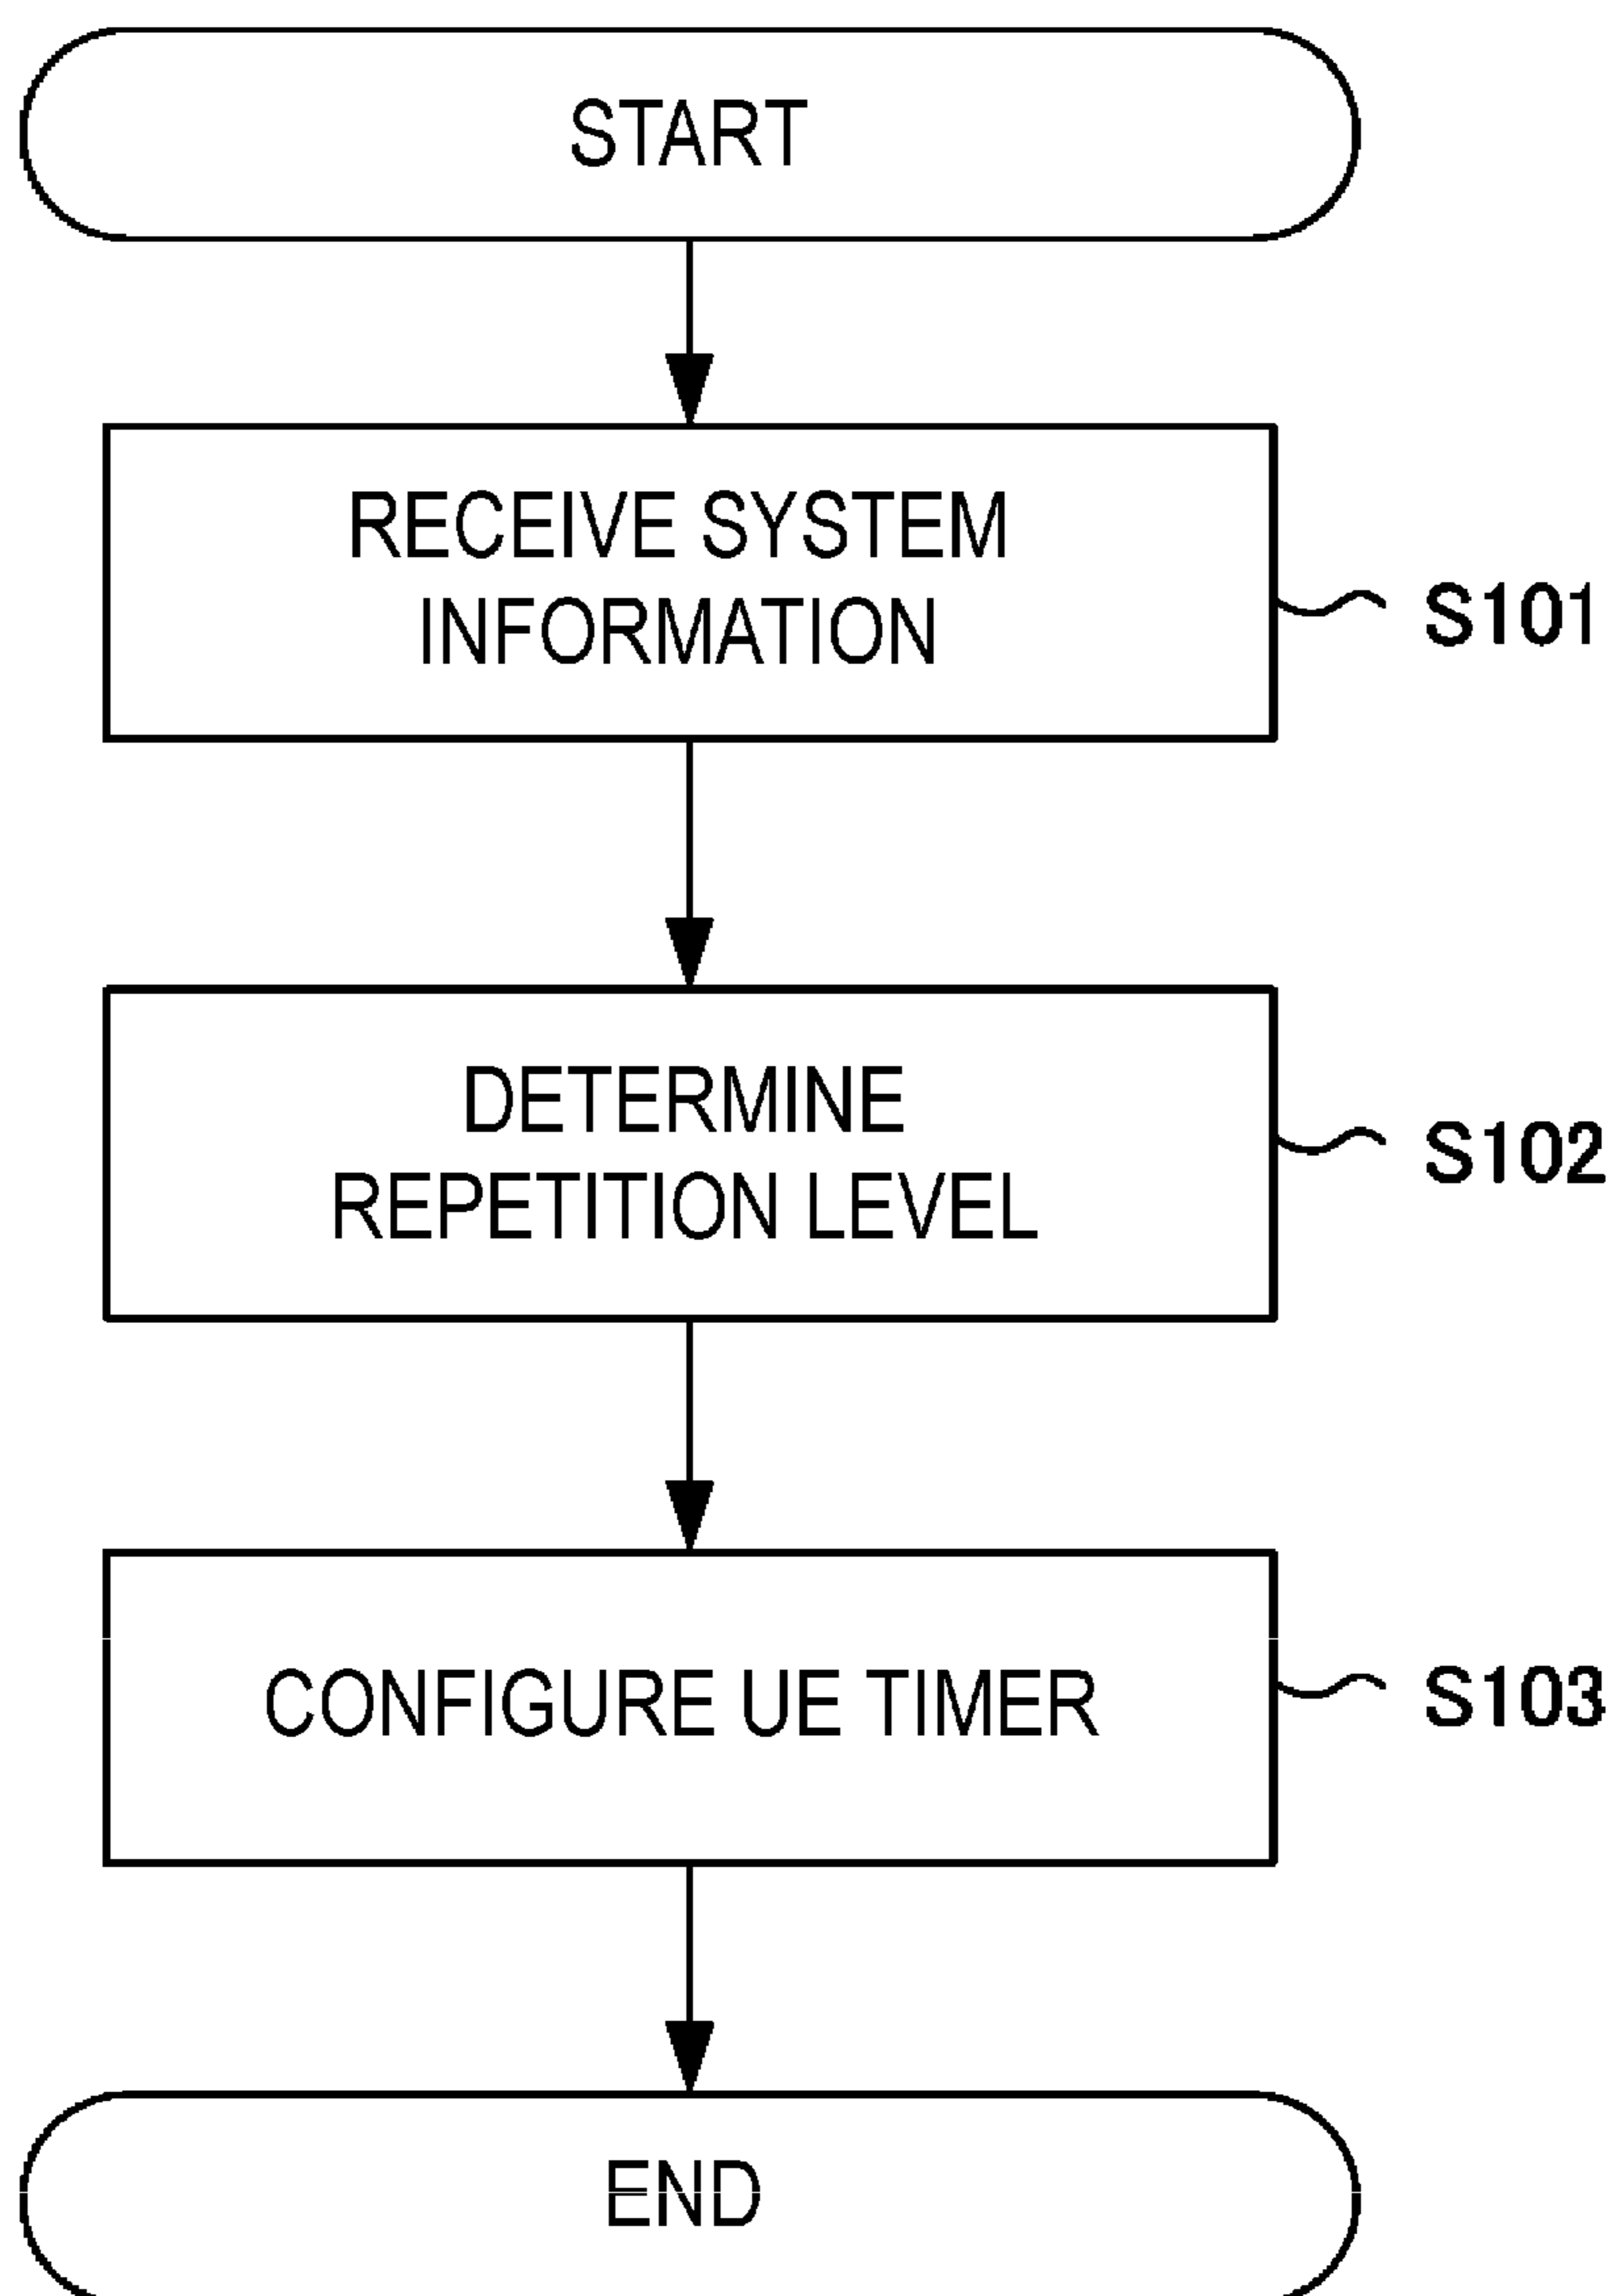 START
RECEIVE SYSTEM
INFORMATION
S101
DETERMINE
REPETITION LEVEL
S102
CONFIGURE UE TIMER
S103
END